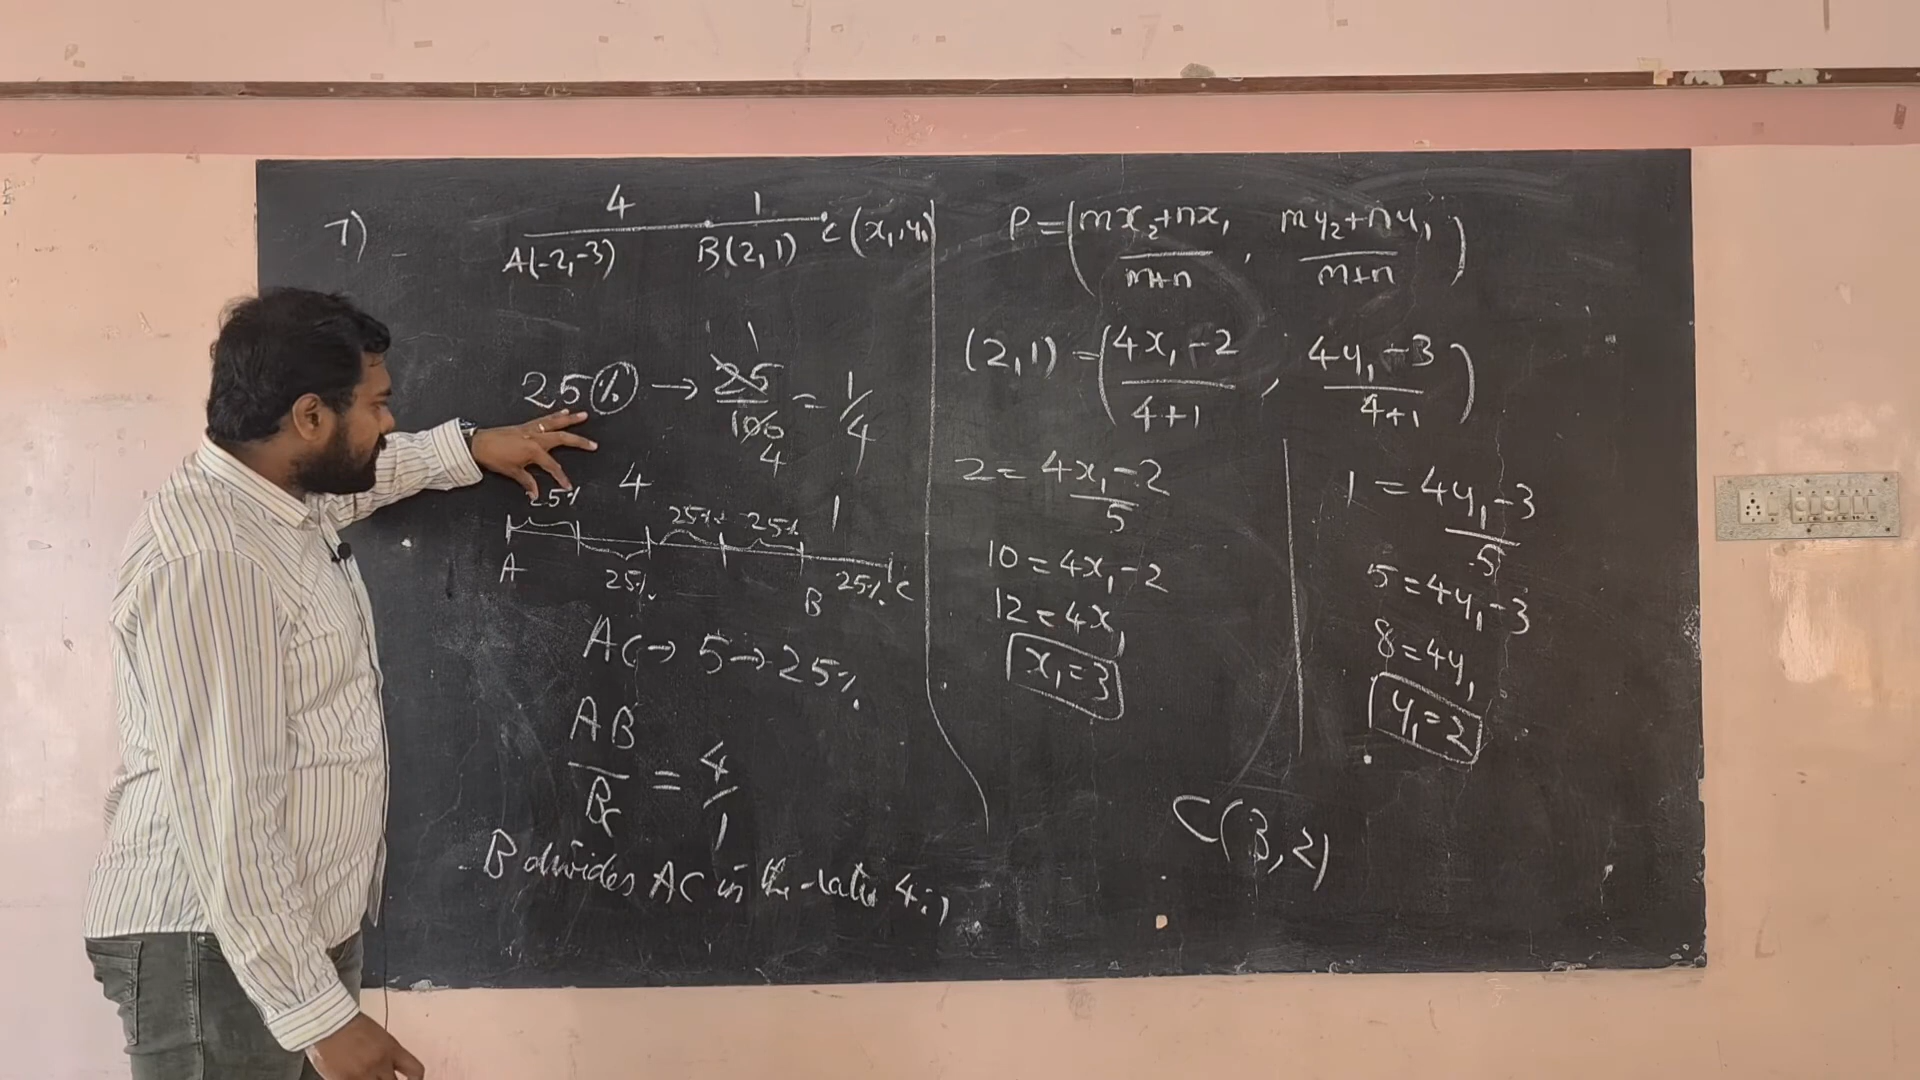 7)
4 1
A(-2,-3) B(2,1) C(x₁,y₁)
25% → 25/100 = 1/4
1
4
4 1
25% 25% 25%
A 25% B 25% C
AC → 5 → 25%
AB/BC = 4/1
B divides AC in the ratio 4:1
P = (mx₂+nx₁/m+n, my₂+ny₁/m+n)
(2,1) = (4x₁-2/4+1, 4y₁-3/4+1)
2 = 4x₁-2/5
10 = 4x₁-2
12 = 4x₁
x₁=3
1 = 4y₁-3/5
5 = 4y₁-3
8 = 4y₁
y₁=2
C(3,2)